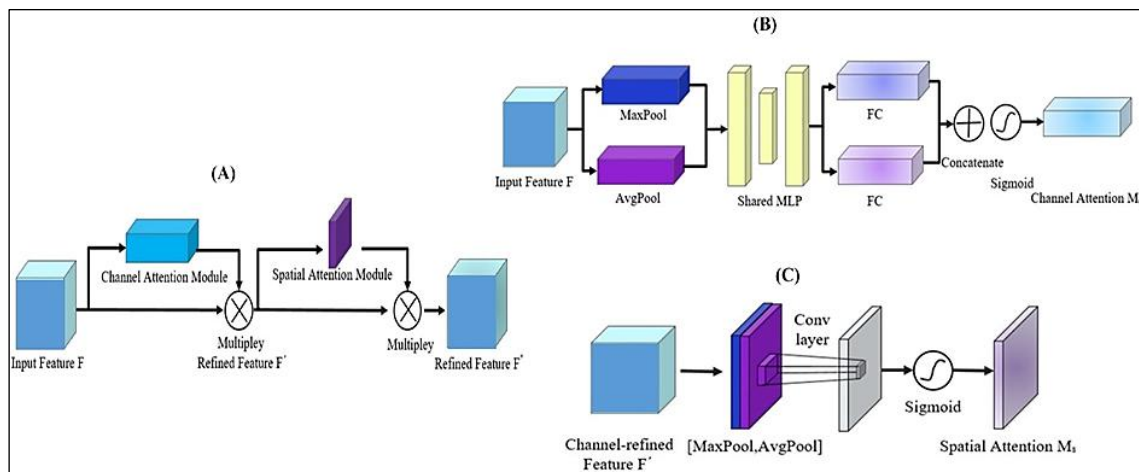 (A)
Channel Attention Module
Spatial Attention Module
Input Feature F
Multipley
Refined Feature F'
Multipley
Refined Feature F"
(B)
MaxPool
FC
Input Feature F
AvgPool
Shared MLP
FC
Concatenate
Sigmoid
Channel Attention M
(C)
Conv
layer
Channel-refined
Feature F'
[MaxPool,AvgPool]
Sigmoid
Spatial Attention Ms